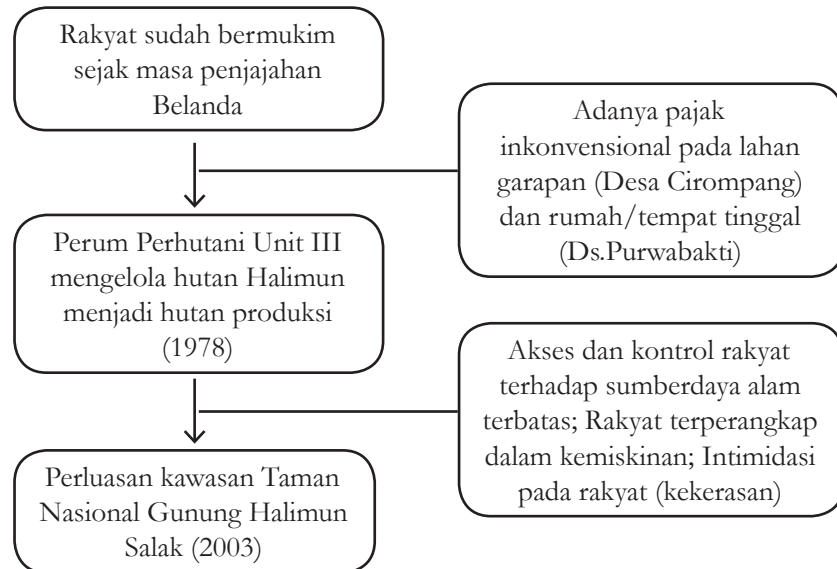 Rakyat sudah bermukim
sejak masa penjajahan
Belanda
Adanya pajak
inkonvensional pada lahan
garapan (Desa Cirompang)
dan rumah/tempat tinggal
(Ds.Purwabakti)
Perum Perhutani Unit III
mengelola hutan Halimun
menjadi hutan produksi
(1978)
Akses dan kontrol rakyat
terhadap sumberdaya alam
terbatas; Rakyat terperangkap
dalam kemiskinan; Intimidasi
pada rakyat (kekerasan)
Perluasan kawasan Taman
Nasional Gunung Halimun
Salak (2003)